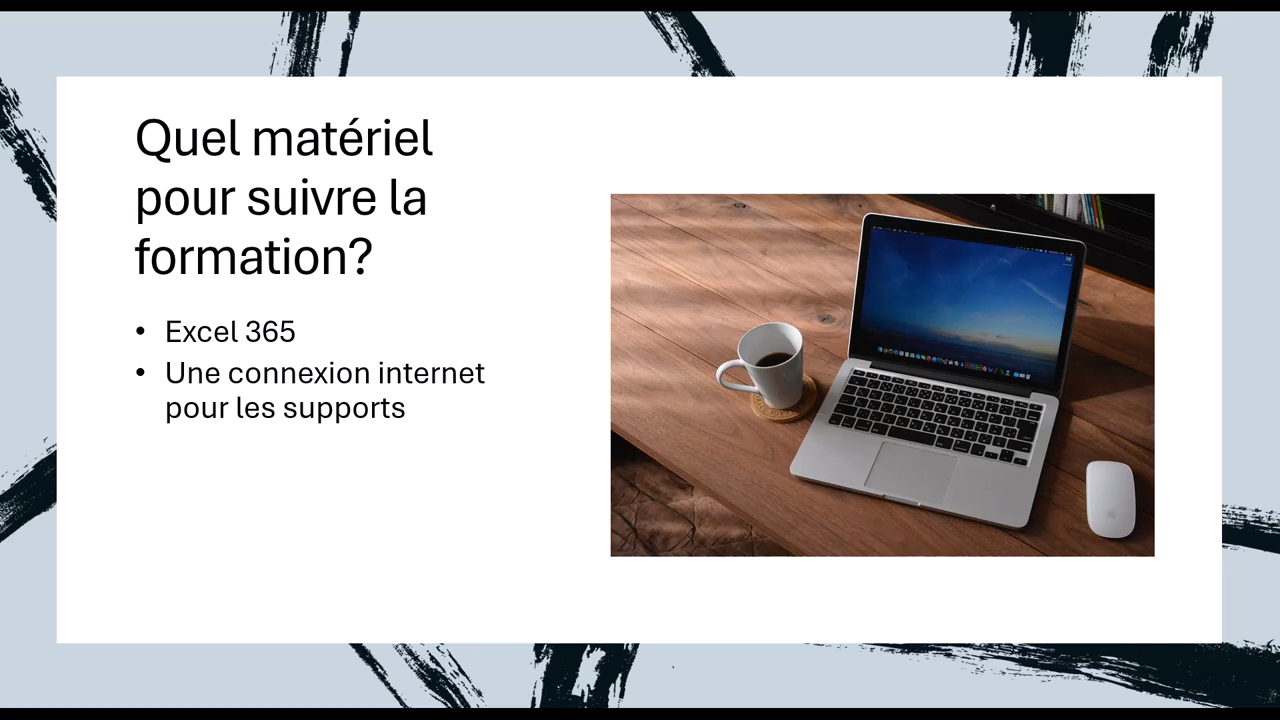 Quel matériel
pour suivre la
formation?
• Excel 365
• Une connexion internet
pour les supports